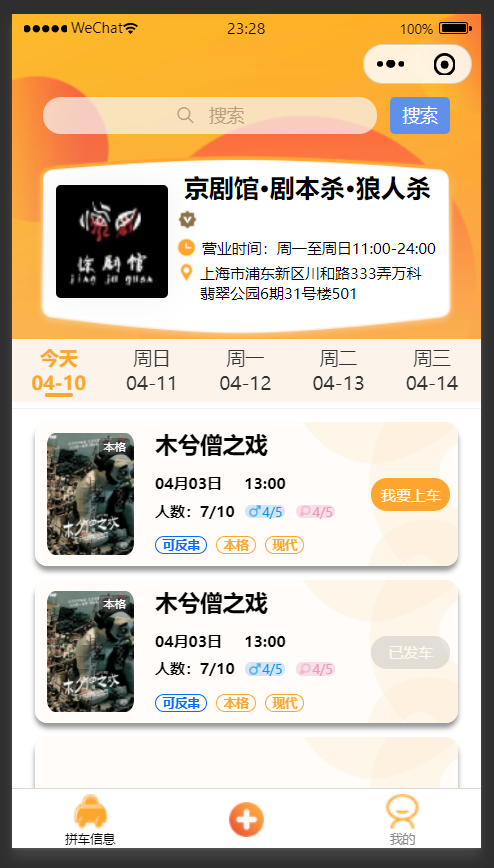 WeChat 23:28 100%
搜索 搜索
京剧馆•剧本杀•狼人杀
营业时间：周一至周日11:00-24:00
上海市浦东新区川和路333弄万科
翡翠公园6期31号楼501
今天 周日 周一 周二 周三
04-10 04-11 04-12 04-13 04-14
本格
木兮僧之戏
04月03日 13:00
人数：7/10 4/5 4/5
我要上车
可反串 本格 现代
本格
木兮僧之戏
04月03日 13:00
人数：7/10 4/5 4/5
已发车
可反串 本格 现代
拼车信息 我的